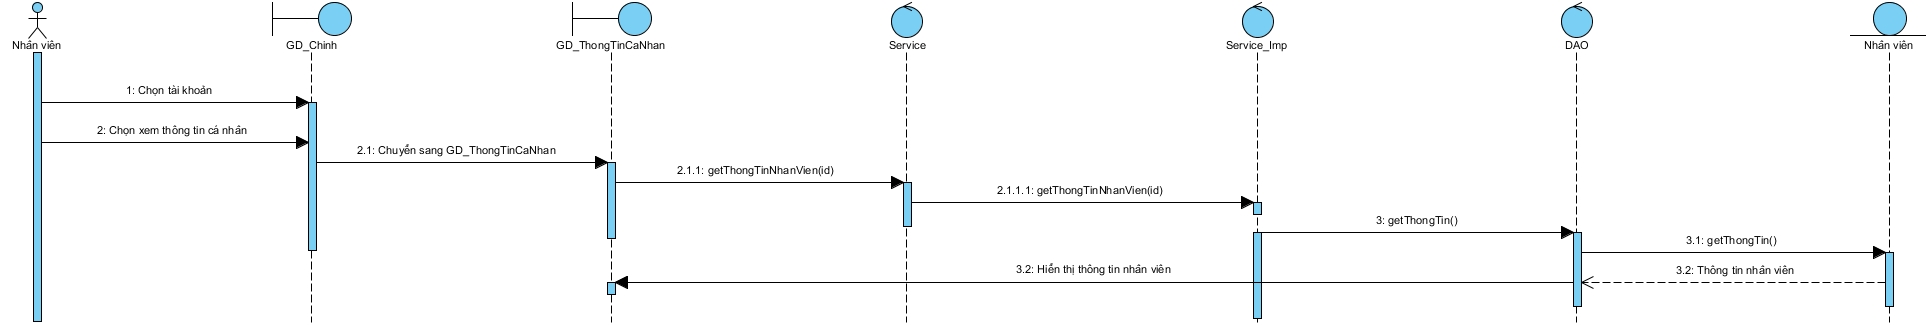 Nhân viên
GD_Chinh
GD_ThongTinCaNhan
Service
Service_Imp
DAO
Nhân viên
1: Chọn tài khoản
2: Chọn xem thông tin cá nhân
2.1: Chuyển sang GD_ThongTinCaNhan
2.1.1: getThongTinNhanVien(id)
2.1.1.1: getThongTinNhanVien(id)
3: getThongTin()
3.1: getThongTin()
3.2: Hiển thị thông tin nhân viên
3.2: Thông tin nhân viên